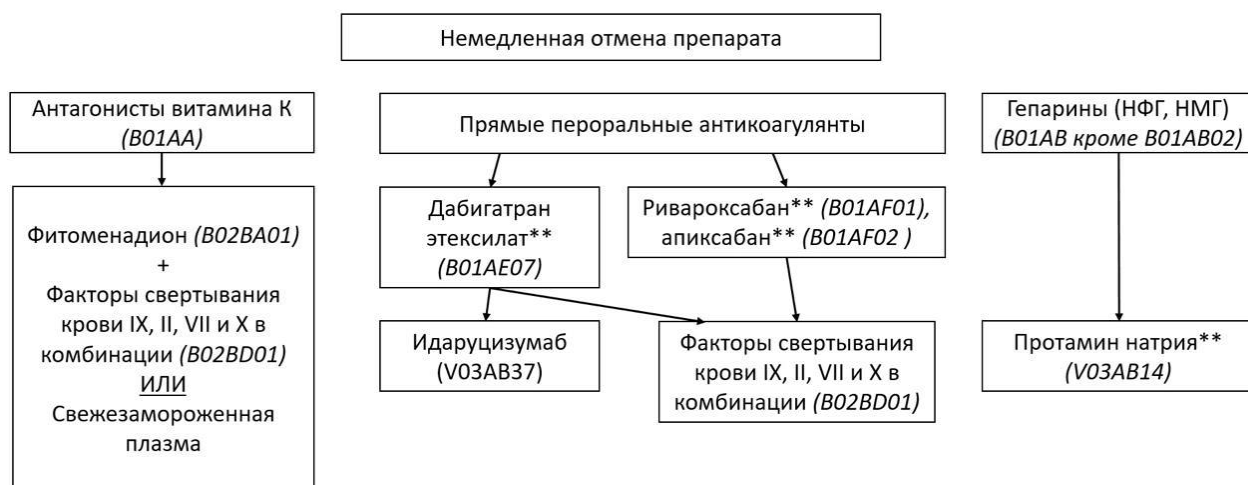 Немедленная отмена препарата
Антагонисты витамина К
(B01AA)
Прямые пероральные антикоагулянты
Гепарины (НФГ, НМГ)
(B01AB кроме B01AB02)
Фитоменадион (B02BA01)
+
Факторы свертывания
крови IX, II, VII и X в
комбинации (B02BD01)
ИЛИ
Свежезамороженная
плазма
Дабигатран
этексилат**
(B01AE07)
Ривароксабан** (B01AF01),
апиксабан** (B01AF02 )
Идаруцизумаб
(V03AB37)
Факторы свертывания
крови IX, II, VII и X в
комбинации (B02BD01)
Протамин натрия**
(V03AB14)